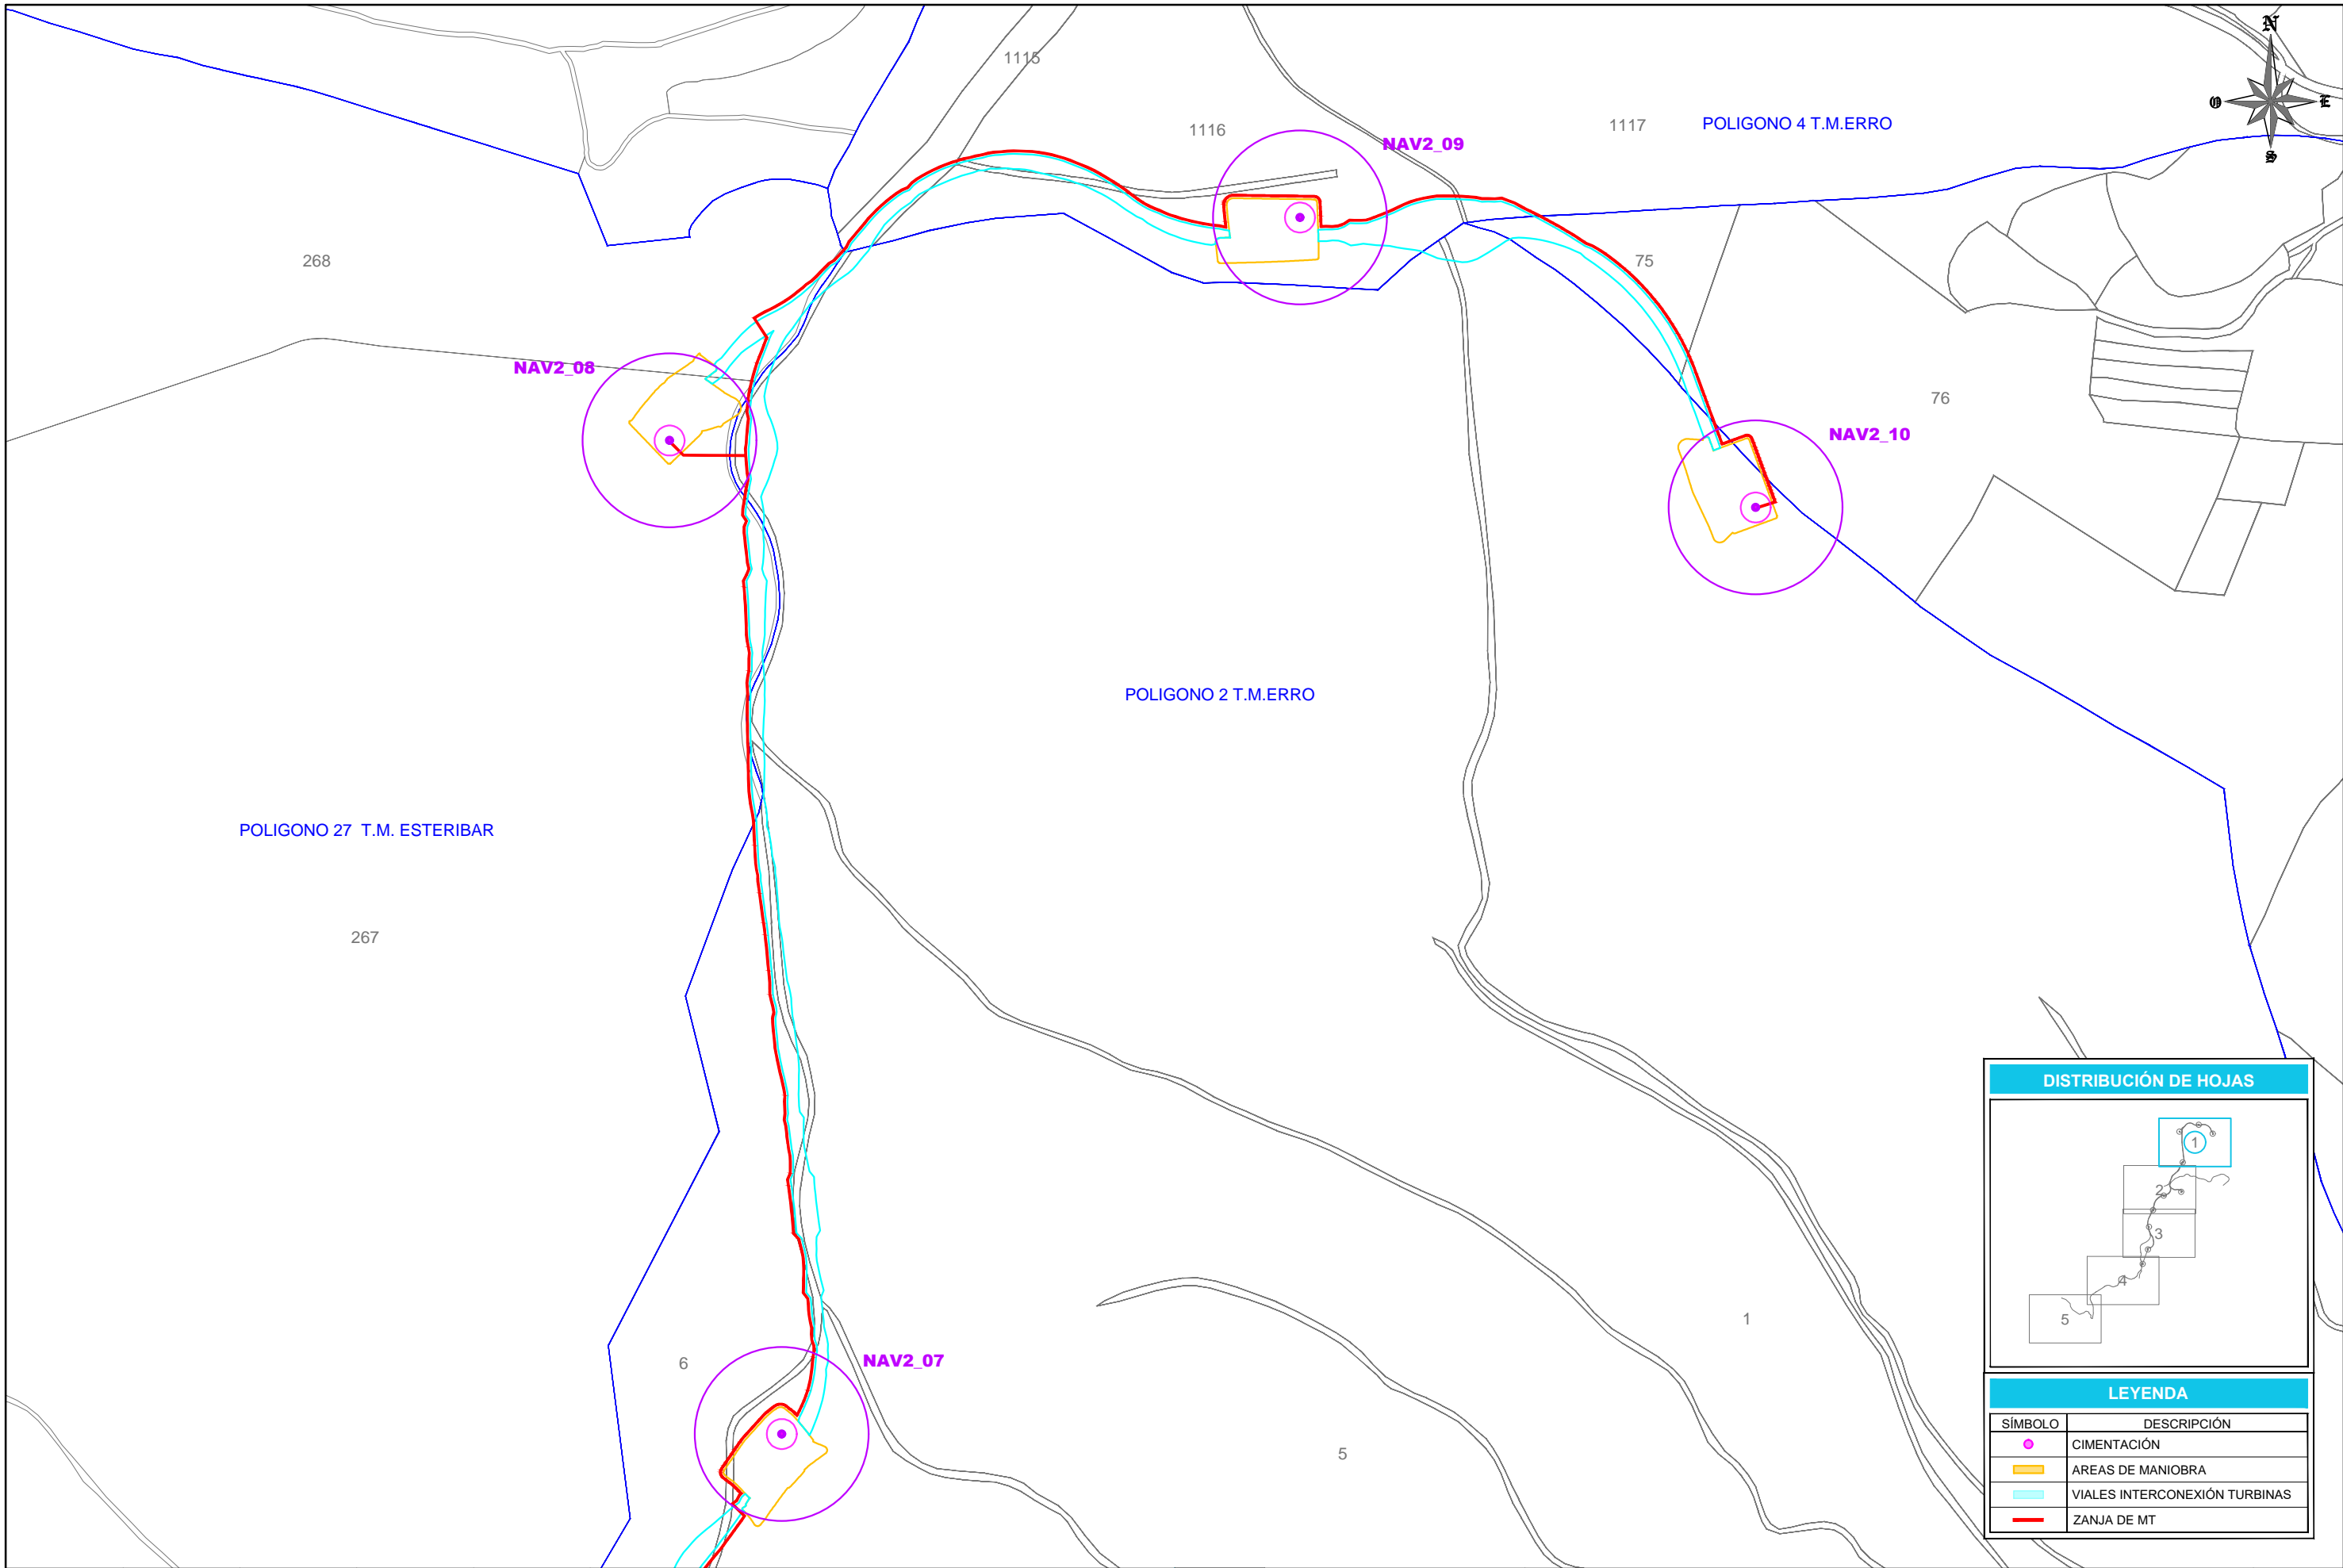 1115
N
O
E
S
1116
1117
POLIGONO 4 T.M.ERRO
NAV2_09
268
75
NAV2_08
76
NAV2_10
POLIGONO 2 T.M.ERRO
POLIGONO 27  T.M. ESTERIBAR
267
DISTRIBUCIÓN DE HOJAS
1
2
3
4
5
1
6
NAV2_07
5
LEYENDA
SÍMBOLO DESCRIPCIÓN
CIMENTACIÓN
AREAS DE MANIOBRA
VIALES INTERCONEXIÓN TURBINAS
ZANJA DE MT